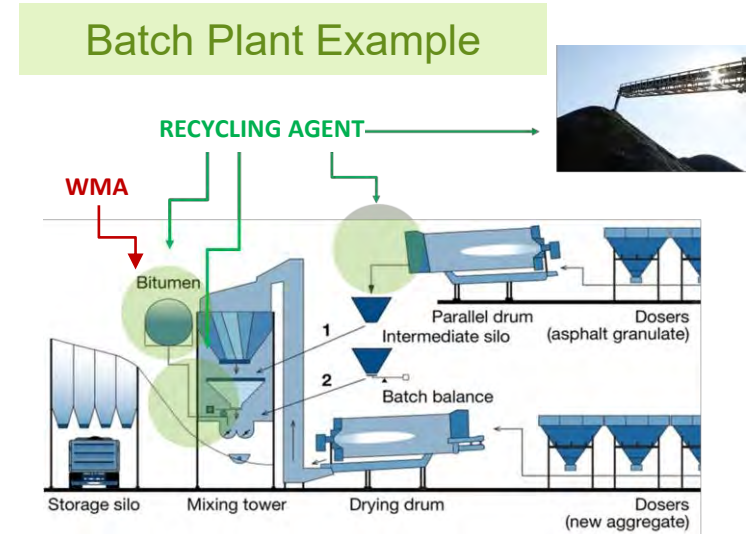 Batch Plant Example
RECYCLING AGENT
WMA
Bitumen
1
Parallel drum
Dosers
Intermediate silo
(asphalt granulate)
2
Batch balance
Storage silo
Mixing tower
Drying drum
Dosers
(new aggregate)